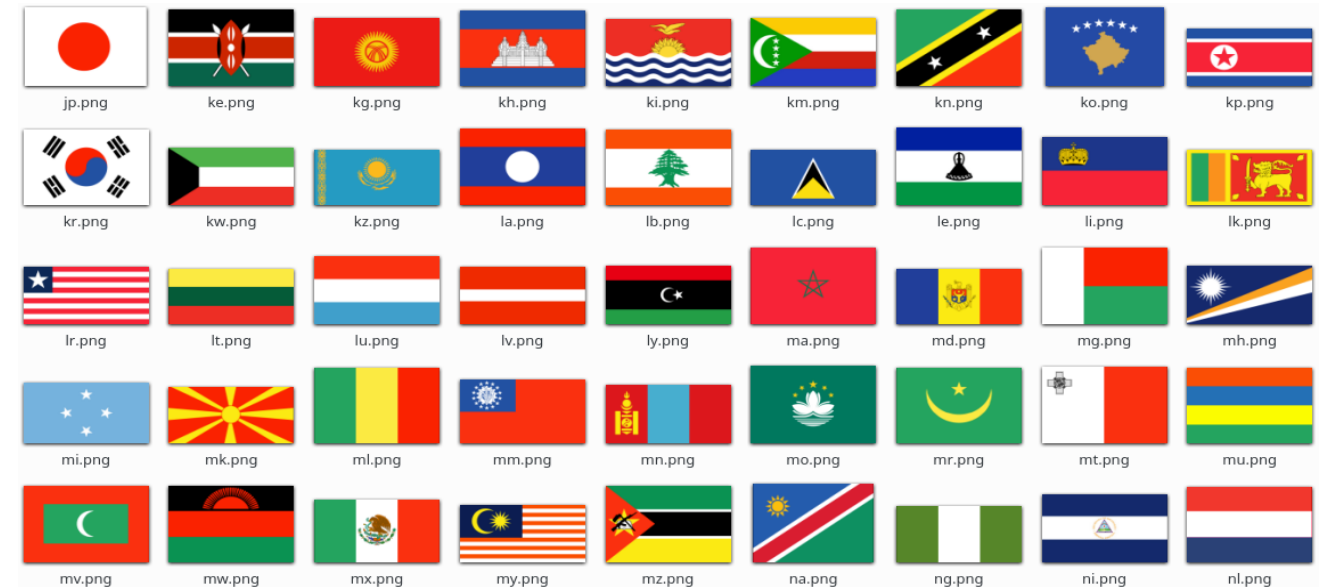 jp.png ke.png kg.png kh.png ki.png km.png kn.png ko.png kp.png
kr.png kw.png kz.png la.png lb.png lc.png le.png li.png lk.png
lr.png lt.png lu.png lv.png ly.png ma.png md.png mg.png mh.png
mi.png mk.png ml.png mm.png mn.png mo.png mr.png mt.png mu.png
mv.png mw.png mx.png my.png mz.png na.png ng.png ni.png nl.png